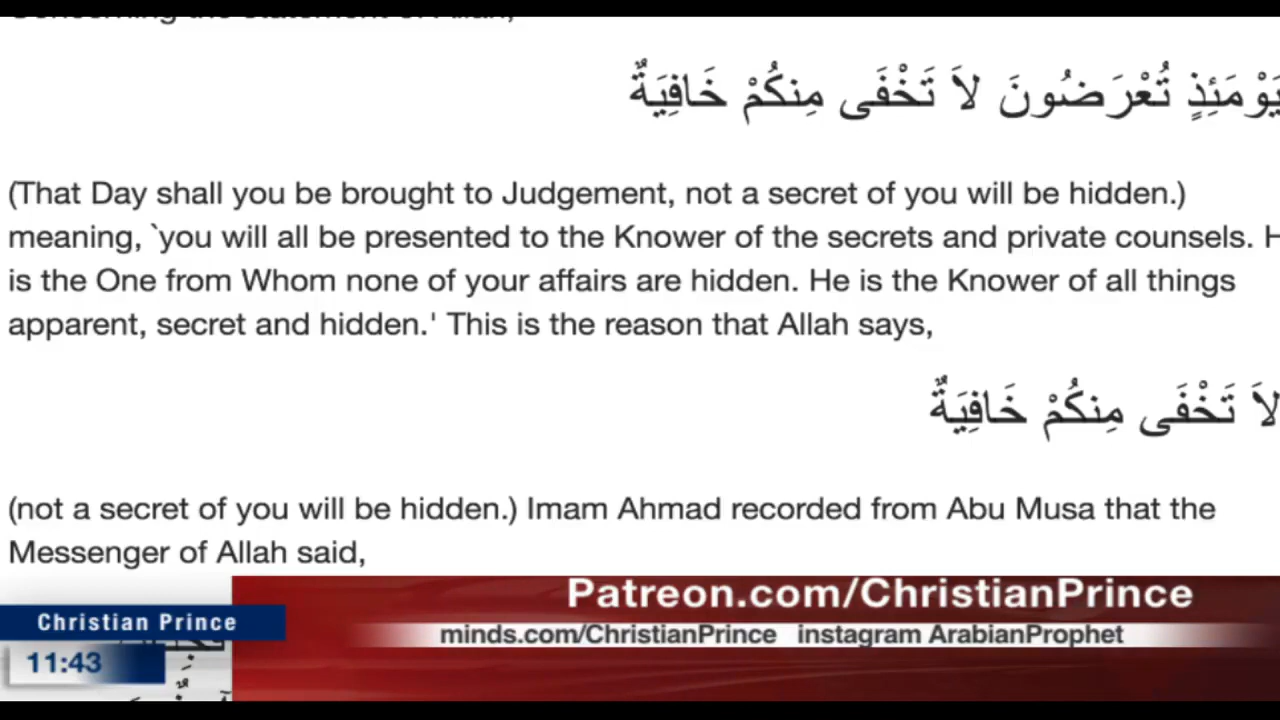 Concerning the statement of Allah,
يَوْمَئِذٍ تُعْرَضُونَ لاَ تَخْفَى مِنكُمْ خَافِيَةٌ
(That Day shall you be brought to Judgement, not a secret of you will be hidden.)
meaning, `you will all be presented to the Knower of the secrets and private counsels. H
is the One from Whom none of your affairs are hidden. He is the Knower of all things
apparent, secret and hidden.' This is the reason that Allah says,
لاَ تَخْفَى مِنكُمْ خَافِيَةٌ
(not a secret of you will be hidden.) Imam Ahmad recorded from Abu Musa that the
Messenger of Allah said,
Patreon.com/ChristianPrince
Christian Prince
minds.com/ChristianPrince instagram ArabianProphet
11:43